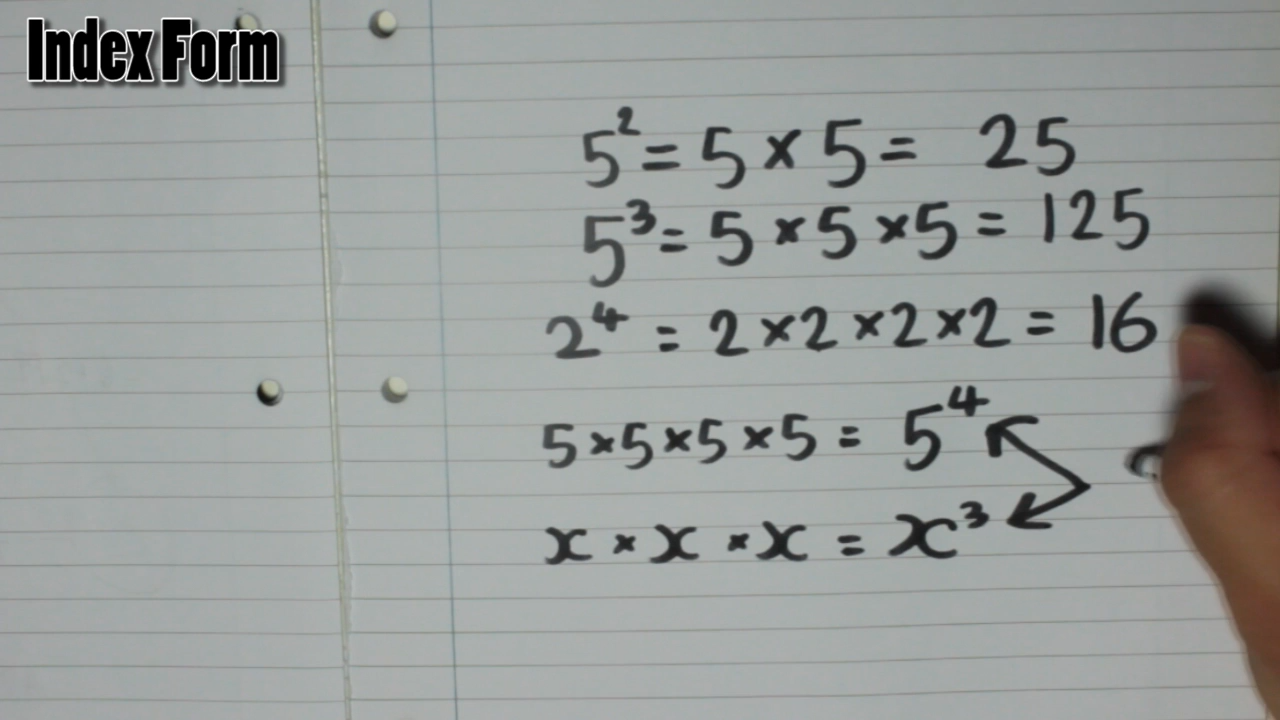 Index Form
5² = 5 × 5 = 25
5³ = 5 × 5 × 5 = 125
2⁴ = 2 × 2 × 2 × 2 = 16
5 × 5 × 5 × 5 = 5⁴
x × x × x = x³